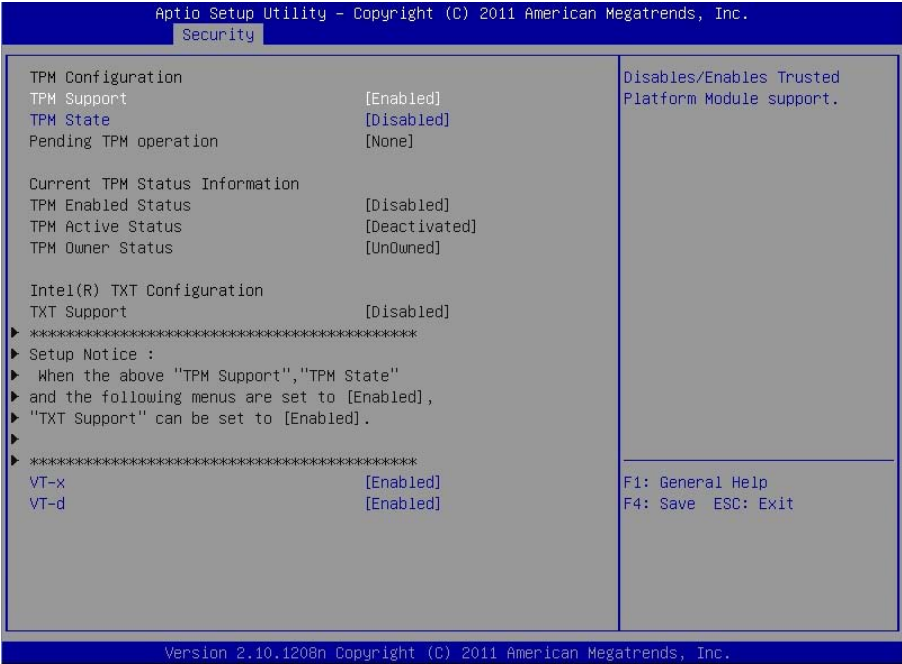 Aptio Setup Utility - Copyright (C) 2011 American Megatrends, Inc.
Security
TPM Configuration
TPM Support [Enabled]
TPM State [Disabled]
Pending TPM operation [None]
Current TPM Status Information
TPM Enabled Status [Disabled]
TPM Active Status [Deactivated]
TPM Owner Status [UnOwned]
Intel(R) TXT Configuration
TXT Support [Disabled]
*******************************************
Setup Notice :
When the above "TPM Support","TPM State"
and the following menus are set to [Enabled],
"TXT Support" can be set to [Enabled].
*******************************************
VT-x [Enabled]
VT-d [Enabled]
Disables/Enables Trusted
Platform Module support.
F1: General Help
F4: Save ESC: Exit
Version 2.10.1208n Copyright (C) 2011 American Megatrends, Inc.